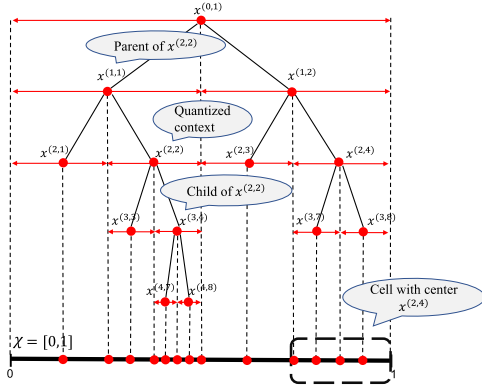 x^(0,1)
Parent of x^(2,2)
x^(1,1)
x^(1,2)
Quantized
context
x^(2,1)
x^(2,2)
x^(2,3)
x^(2,4)
Child of x^(2,2)
x^(3,3)
x^(3,4)
x^(3,7)
x^(3,8)
x^(4,7)
x^(4,8)
Cell with center
x^(2,4)
χ = [0,1]
0
1